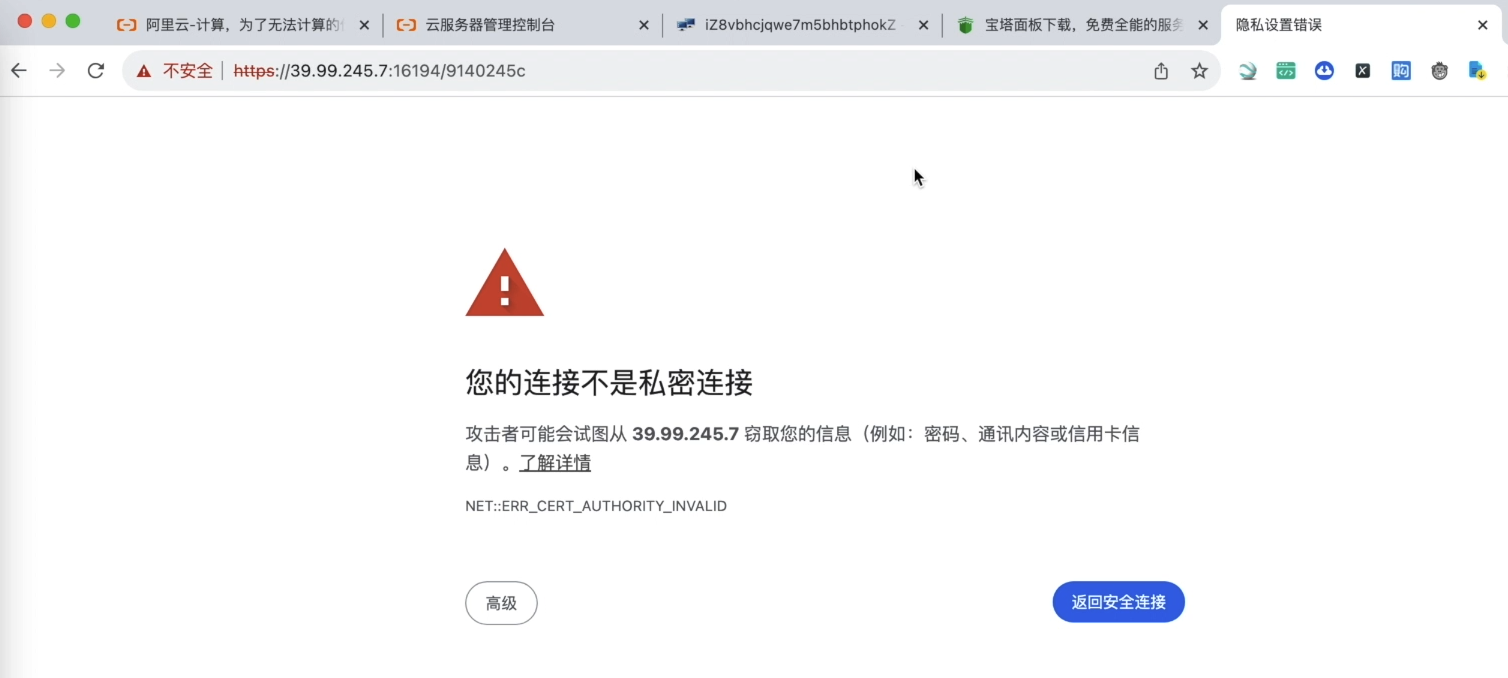 阿里云-计算，为了无法计算的
云服务器管理控制台
iZ8vbhcjqwe7m5bhbtphokZ
宝塔面板下载，免费全能的服务
隐私设置错误
不安全
https://39.99.245.7:16194/9140245c
购
您的连接不是私密连接
攻击者可能会试图从 39.99.245.7 窃取您的信息（例如：密码、通讯内容或信用卡信
息）。了解详情
NET::ERR_CERT_AUTHORITY_INVALID
高级
返回安全连接